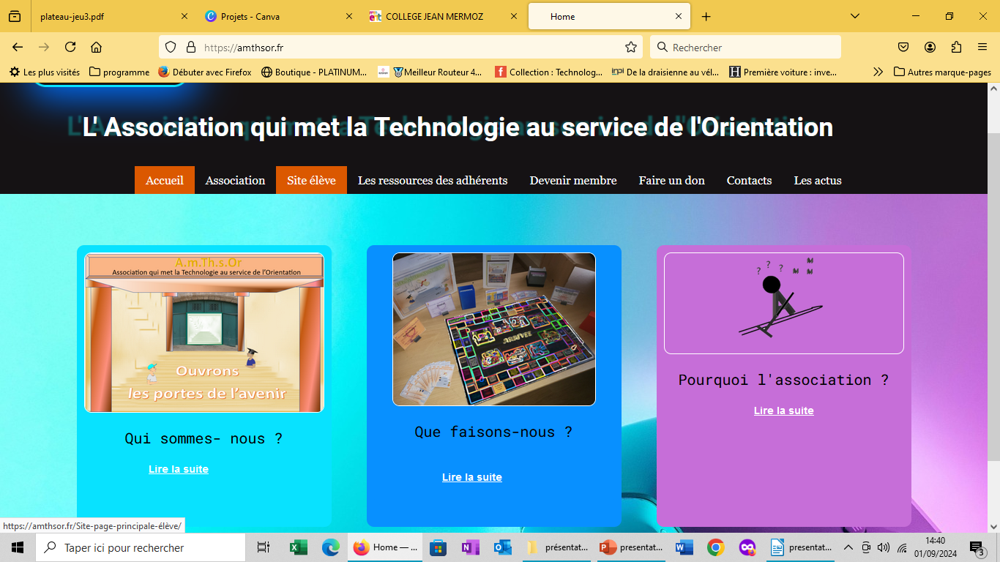 plateau-jeu3.pdf
Projets - Canva
COLLEGE JEAN MERMOZ
Home
https://amthsor.fr
Rechercher
Les plus visités
programme
Débuter avec Firefox
Boutique - PLATINUM...
Meilleur Routeur 4...
Collection : Technolog...
De la draisienne au vél...
Première voiture : inve...
Autres marque-pages
L' Association qui met la Technologie au service de l'Orientation
Accueil
Association
Site élève
Les ressources des adhérents
Devenir membre
Faire un don
Contacts
Les actus
A.m.Th.s.Or
Association qui met la Technologie au service de l'Orientation
Ouvrons
les portes de l'avenir
Qui sommes- nous ?
Lire la suite
ARRIVEE
Que faisons-nous ?
Lire la suite
? ? ? M M M
Pourquoi l'association ?
Lire la suite
https://amthsor.fr/Site-page-principale-élève/
Taper ici pour rechercher
Home — ...
présentat...
presentat...
presentat...
14:40
01/09/2024
3